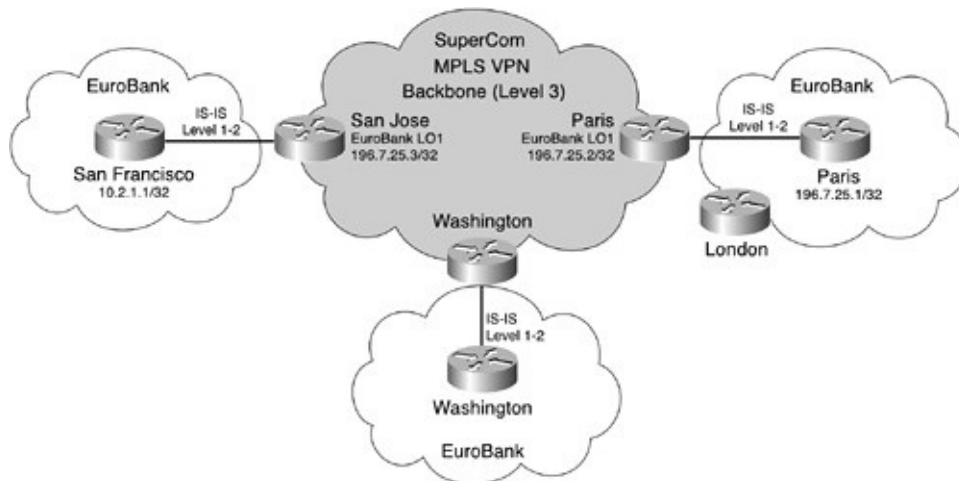 SuperCom
MPLS VPN
Backbone (Level 3)
EuroBank
IS-IS
Level 1-2
San Francisco
10.2.1.1/32
San Jose
EuroBank LO1
196.7.25.3/32
Paris
EuroBank LO1
196.7.25.2/32
EuroBank
IS-IS
Level 1-2
Paris
196.7.25.1/32
London
Washington
IS-IS
Level 1-2
Washington
EuroBank